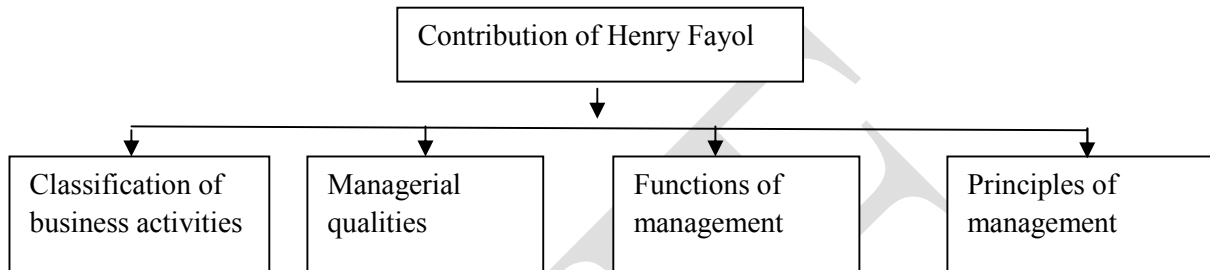 Contribution of Henry Fayol
Classification of
business activities
Managerial
qualities
Functions of
management
Principles of
management